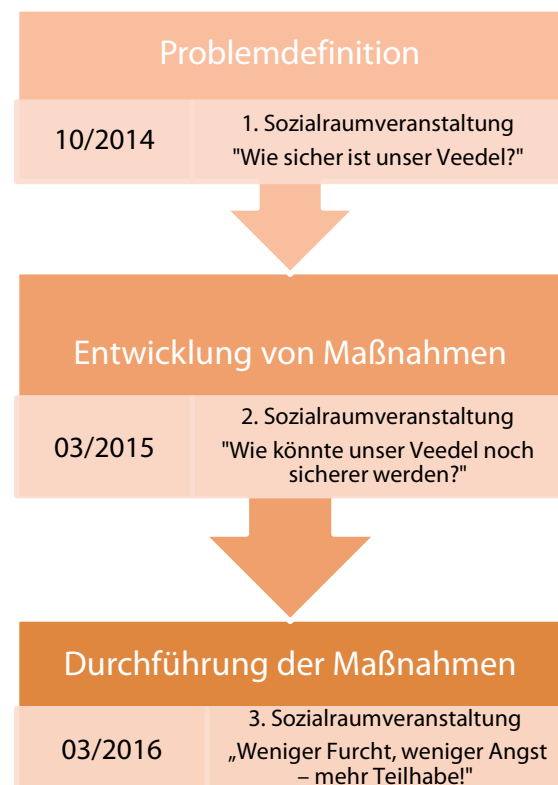 Problemdefinition
10/2014
1. Sozialraumveranstaltung
"Wie sicher ist unser Veedel?"
Entwicklung von Maßnahmen
03/2015
2. Sozialraumveranstaltung
"Wie könnte unser Veedel noch
sicherer werden?"
Durchführung der Maßnahmen
03/2016
3. Sozialraumveranstaltung
„Weniger Furcht, weniger Angst
– mehr Teilhabe!"